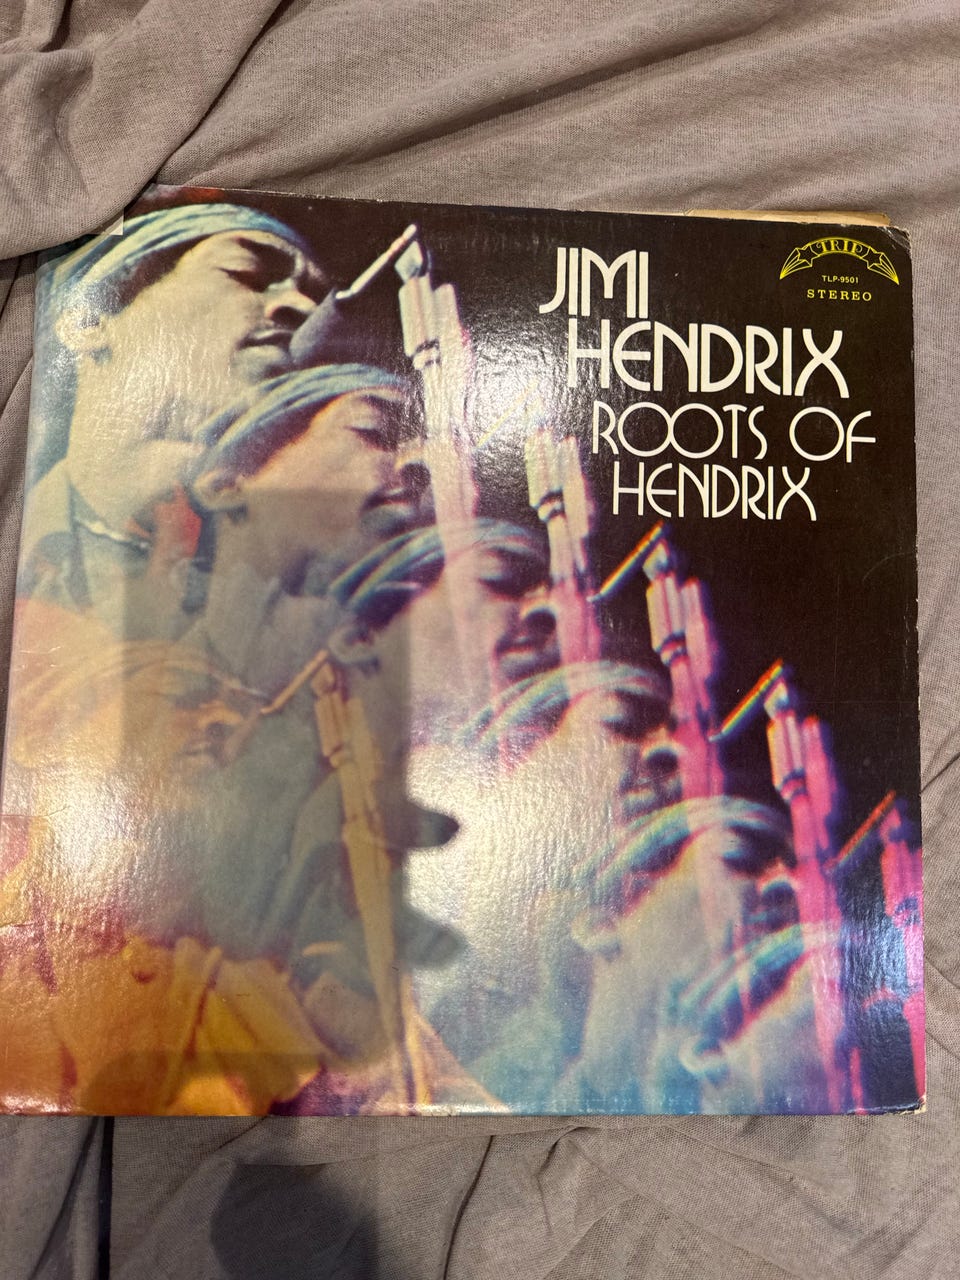 JIMI
HENDRIX
ROOTS OF
HENDRIX
TRIP
TLP-9501
STEREO